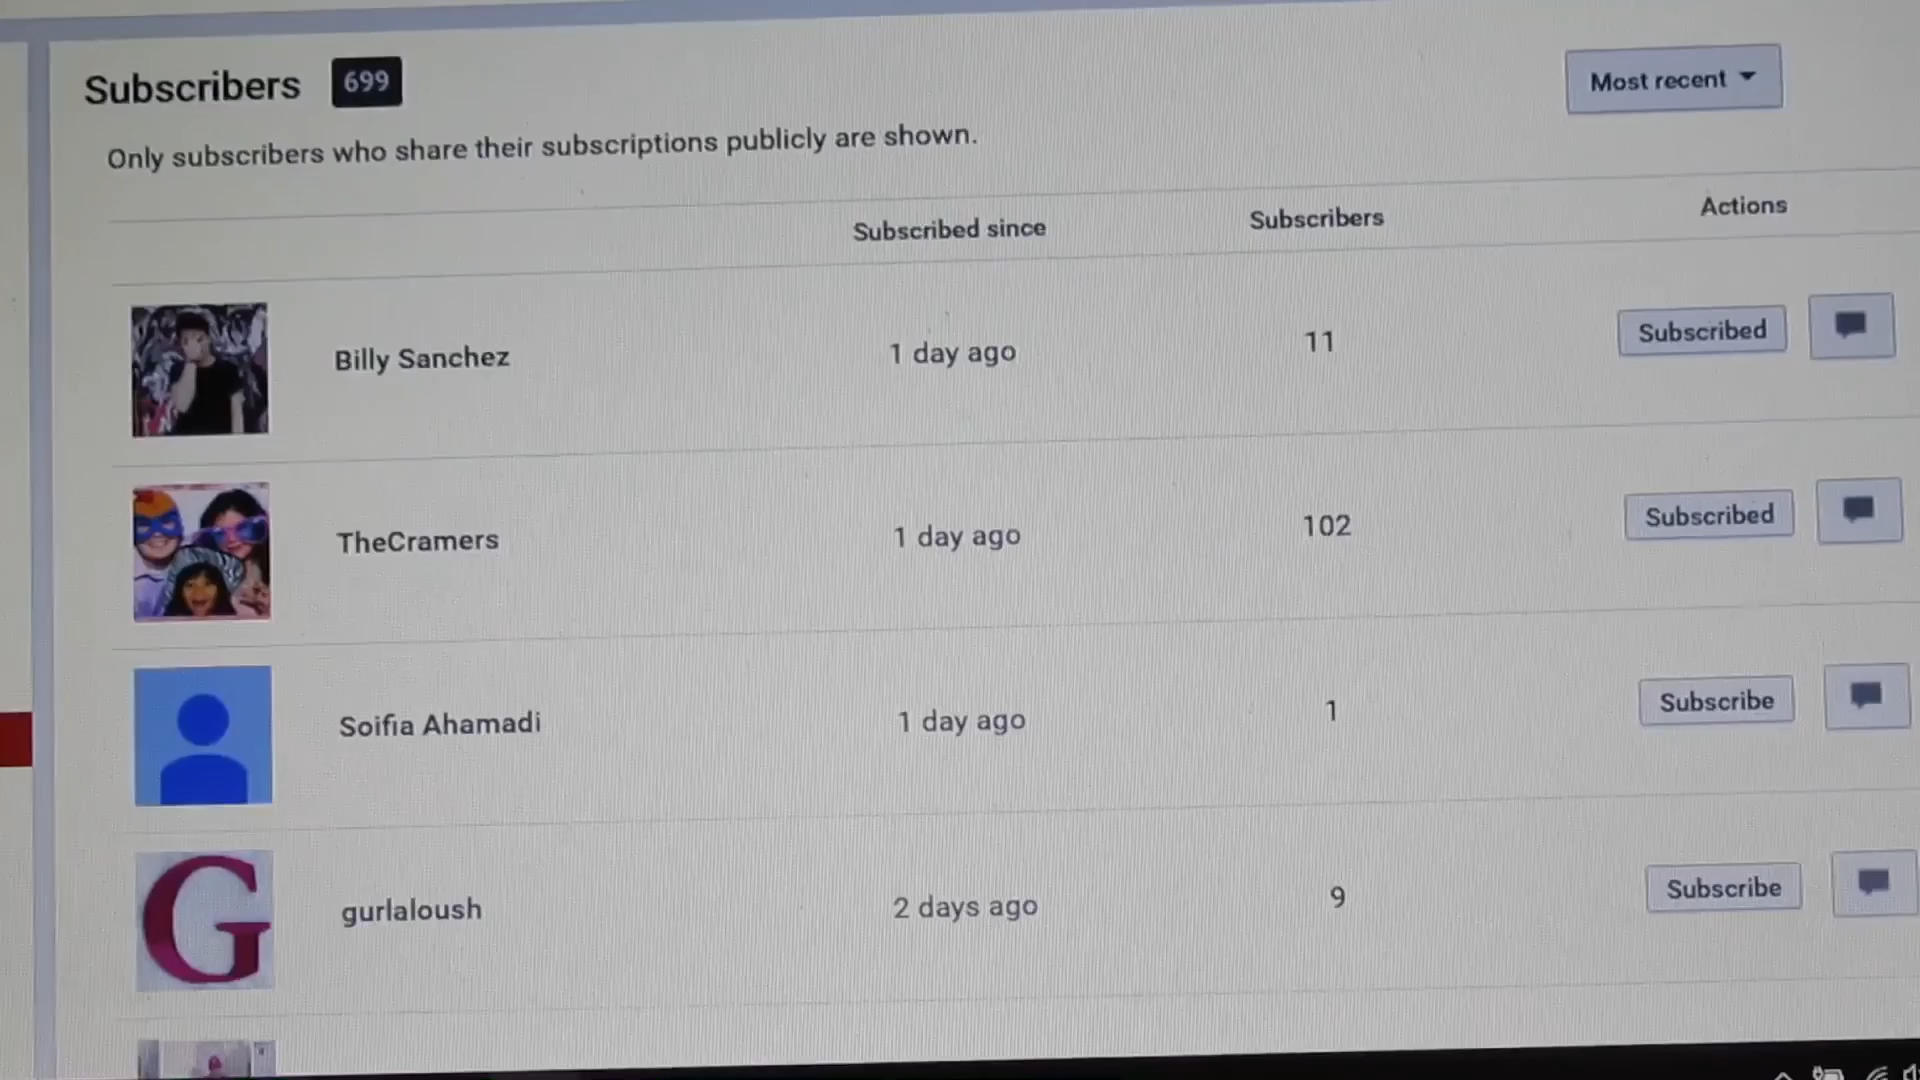 Subscribers 699
Most recent
Only subscribers who share their subscriptions publicly are shown.
Subscribed since Subscribers Actions
Billy Sanchez 1 day ago 11 Subscribed
TheCramers 1 day ago 102 Subscribed
Soifia Ahamadi 1 day ago 1 Subscribe
G gurlaloush 2 days ago 9 Subscribe